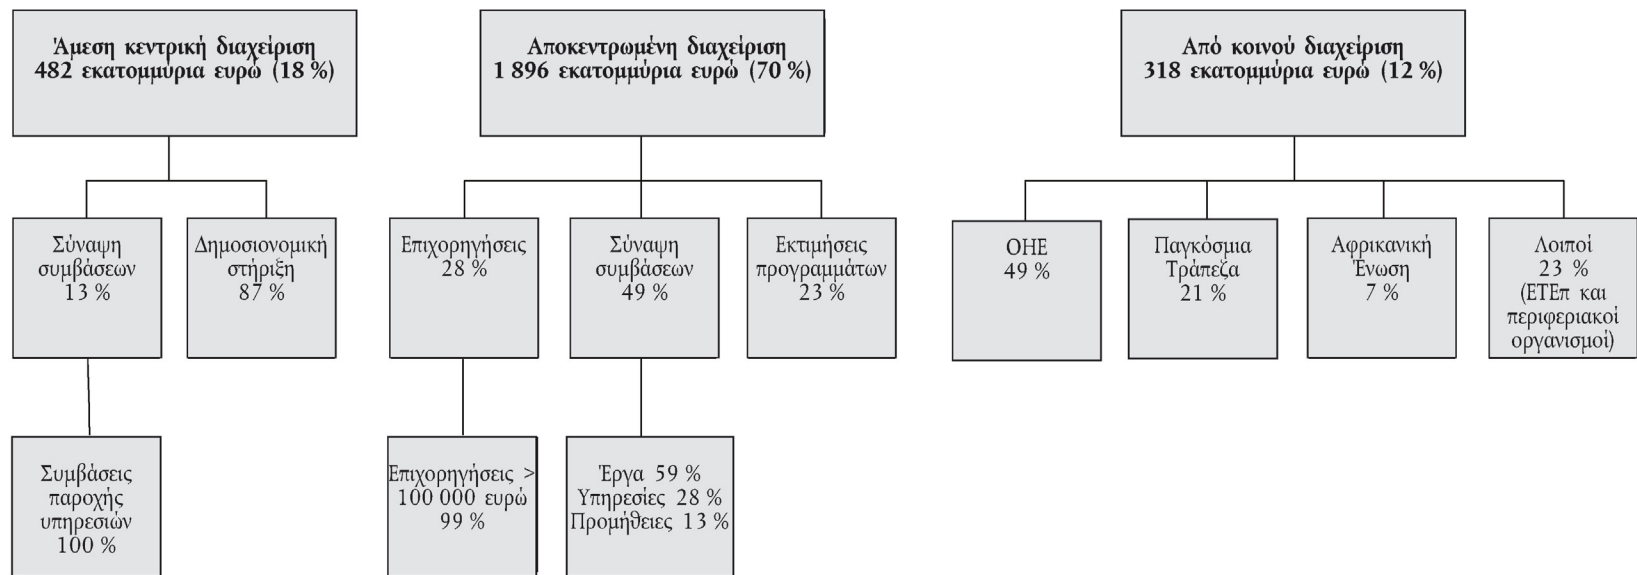 Άμεση κεντρική διαχείριση
482 εκατομμύρια ευρώ (18 %)
Αποκεντρωμένη διαχείριση
1 896 εκατομμύρια ευρώ (70 %)
Από κοινού διαχείριση
318 εκατομμύρια ευρώ (12 %)
Σύναψη
συμβάσεων
13 %
Δημοσιονομική
στήριξη
87 %
Επιχορηγήσεις
28 %
Σύναψη
συμβάσεων
49 %
Εκτιμήσεις
προγραμμάτων
23 %
ΟΗΕ
49 %
Παγκόσμια
Τράπεζα
21 %
Αφρικανική
Ένωση
7 %
Λοιποί
23 %
(ΕΤΕπ και
περιφεριακοί
οργανισμοί)
Συμβάσεις
παροχής
υπηρεσιών
100 %
Επιχορηγήσεις >
100 000 ευρώ
99 %
Έργα 59 %
Υπηρεσίες 28 %
Προμήθειες 13 %